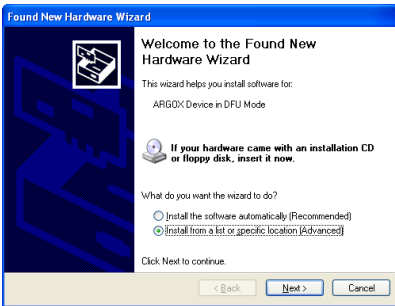 Found New Hardware Wizard
Welcome to the Found New
Hardware Wizard
This wizard helps you install software for:
ARGOX Device in DFU Mode
If your hardware came with an installation CD
or floppy disk, insert it now.
What do you want the wizard to do?
Install the software automatically (Recommended)
Install from a list or specific location (Advanced)
Click Next to continue.
< Back Next > Cancel